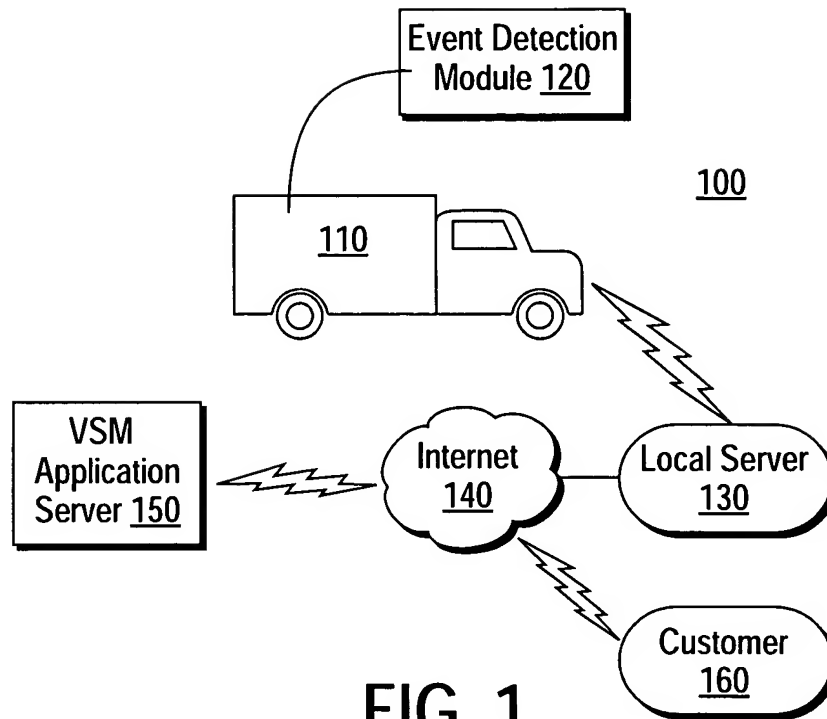 Event Detection
Module 120
100
110
VSM
Application
Server 150
Internet
140
Local Server
130
Customer
160
FIG. 1